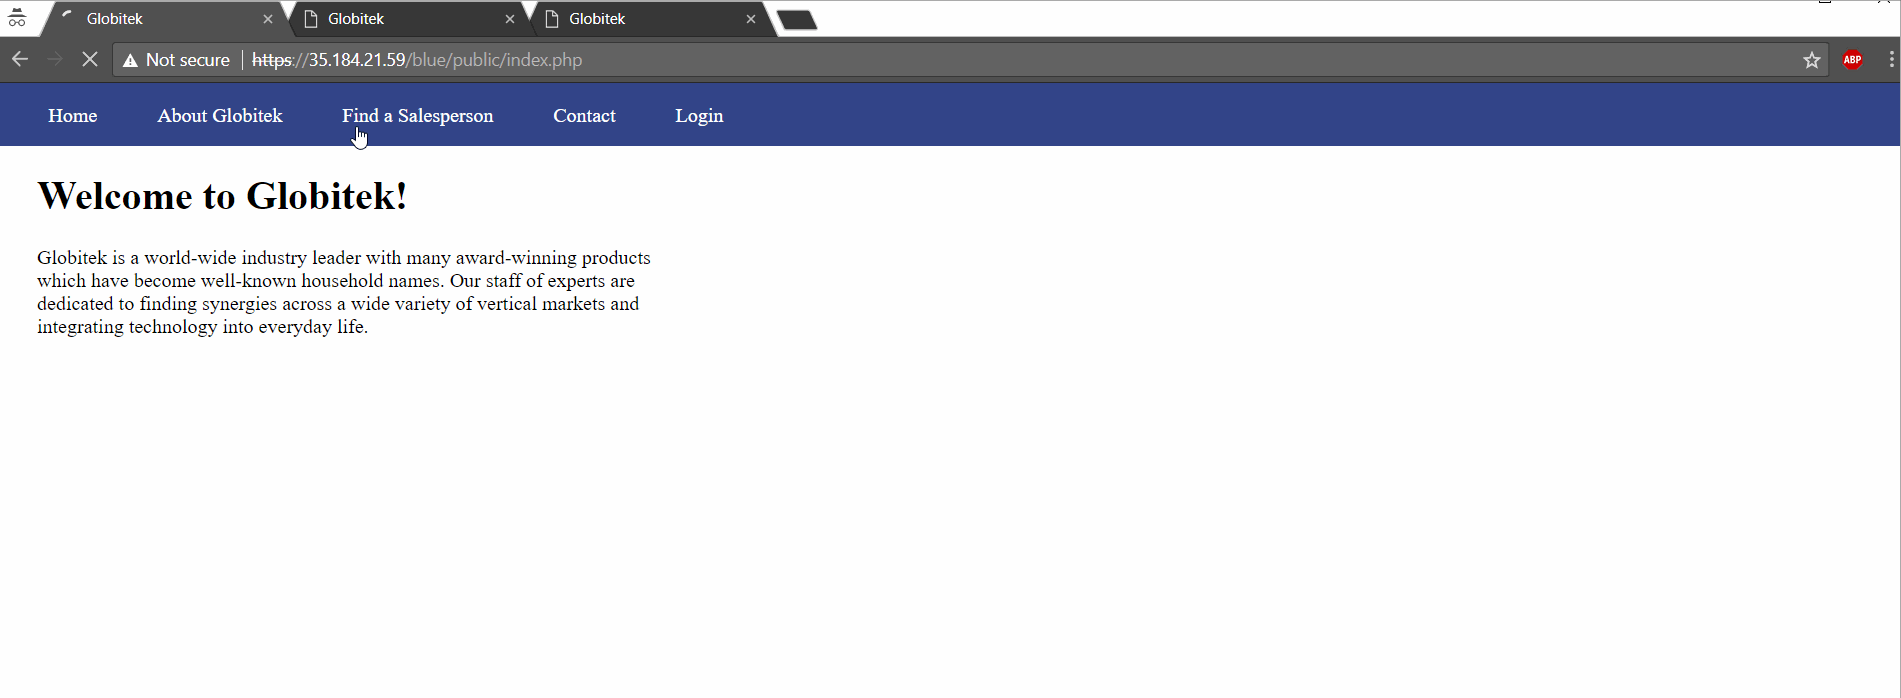 Globitek Globitek Globitek
Not secure https://35.184.21.59/blue/public/index.php ABP
Home About Globitek Find a Salesperson Contact Login
Welcome to Globitek!
Globitek is a world-wide industry leader with many award-winning products
which have become well-known household names. Our staff of experts are
dedicated to finding synergies across a wide variety of vertical markets and
integrating technology into everyday life.